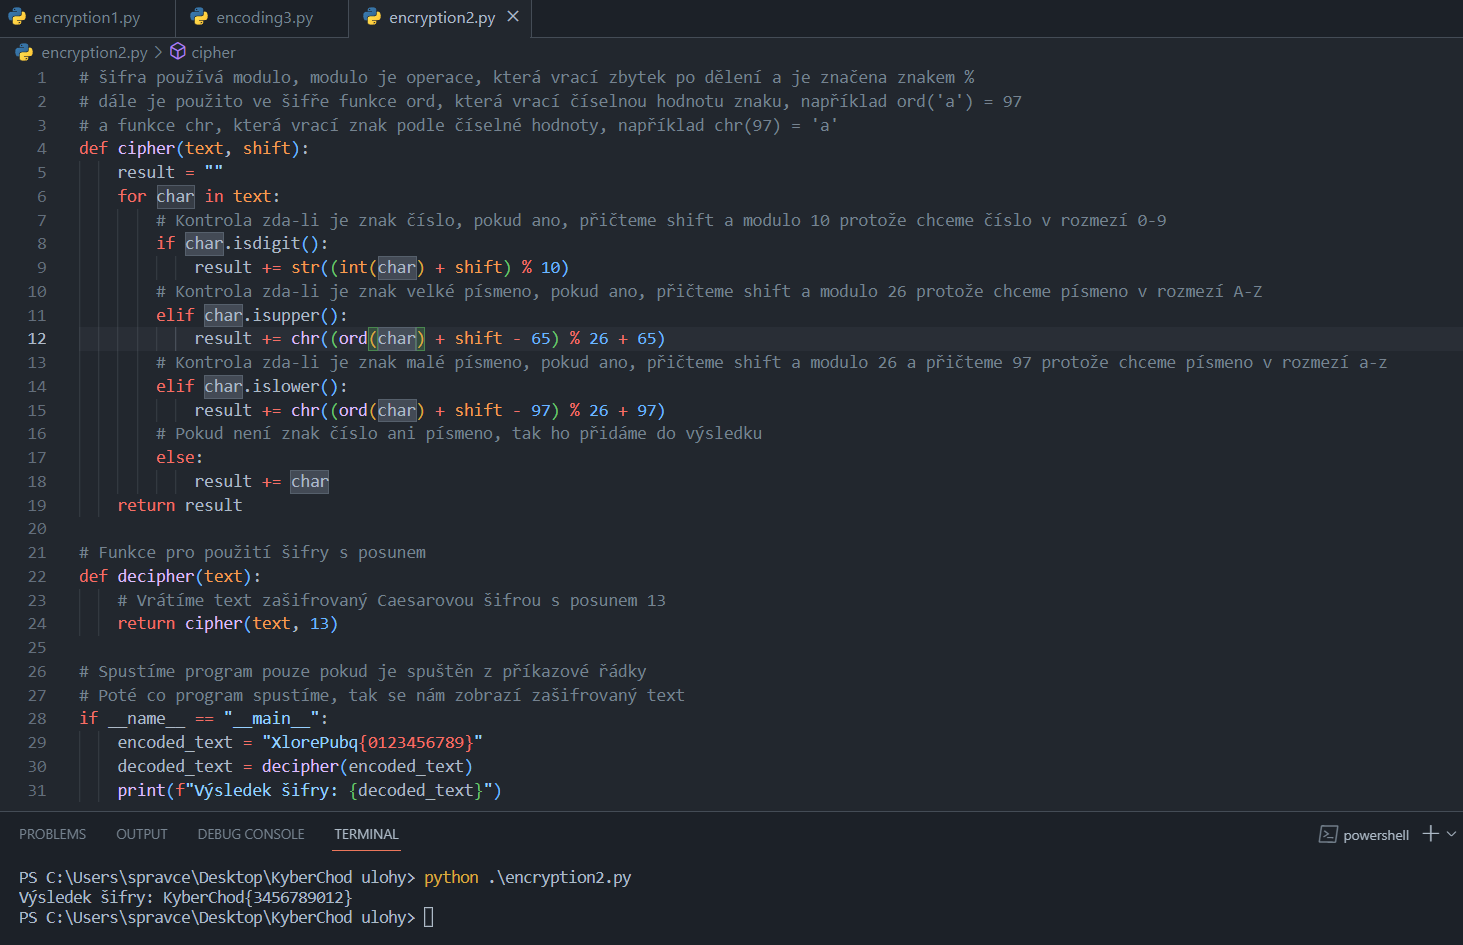 encryption1.py encoding3.py encryption2.py
encryption2.py > cipher
1 # šifra používá modulo, modulo je operace, která vrací zbytek po dělení a je značena znakem %
2 # dále je použito ve šifře funkce ord, která vrací číselnou hodnotu znaku, například ord('a') = 97
3 # a funkce chr, která vrací znak podle číselné hodnoty, například chr(97) = 'a'
4 def cipher(text, shift):
5     result = ""
6     for char in text:
7         # Kontrola zda-li je znak číslo, pokud ano, přičteme shift a modulo 10 protože chceme číslo v rozmezí 0-9
8         if char.isdigit():
9             result += str((int(char) + shift) % 10)
10         # Kontrola zda-li je znak velké písmeno, pokud ano, přičteme shift a modulo 26 protože chceme písmeno v rozmezí A-Z
11         elif char.isupper():
12             result += chr((ord(char) + shift - 65) % 26 + 65)
13         # Kontrola zda-li je znak malé písmeno, pokud ano, přičteme shift a modulo 26 a přičteme 97 protože chceme písmeno v rozmezí a-z
14         elif char.islower():
15             result += chr((ord(char) + shift - 97) % 26 + 97)
16         # Pokud není znak číslo ani písmeno, tak ho přidáme do výsledku
17         else:
18             result += char
19     return result
20
21 # Funkce pro použití šifry s posunem
22 def decipher(text):
23     # Vrátíme text zašifrovaný Caesarovou šifrou s posunem 13
24     return cipher(text, 13)
25
26 # Spustíme program pouze pokud je spuštěn z příkazové řádky
27 # Poté co program spustíme, tak se nám zobrazí zašifrovaný text
28 if __name__ == "__main__":
29     encoded_text = "XlorePubq{0123456789}"
30     decoded_text = decipher(encoded_text)
31     print(f"Výsledek šifry: {decoded_text}")
PROBLEMS OUTPUT DEBUG CONSOLE TERMINAL powershell
PS C:\Users\spravce\Desktop\KyberChod ulohy> python .\encryption2.py
Výsledek šifry: KyberChod{3456789012}
PS C:\Users\spravce\Desktop\KyberChod ulohy>